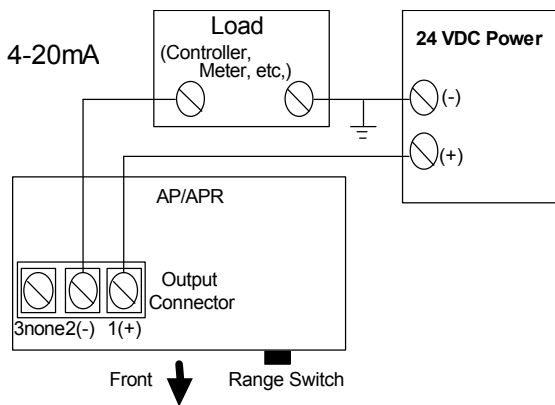 4-20mA
Load
(Controller,
Meter, etc,)
24 VDC Power
(-)
(+)
AP/APR
Output
Connector
3none2(-) 1(+)
Front
Range Switch